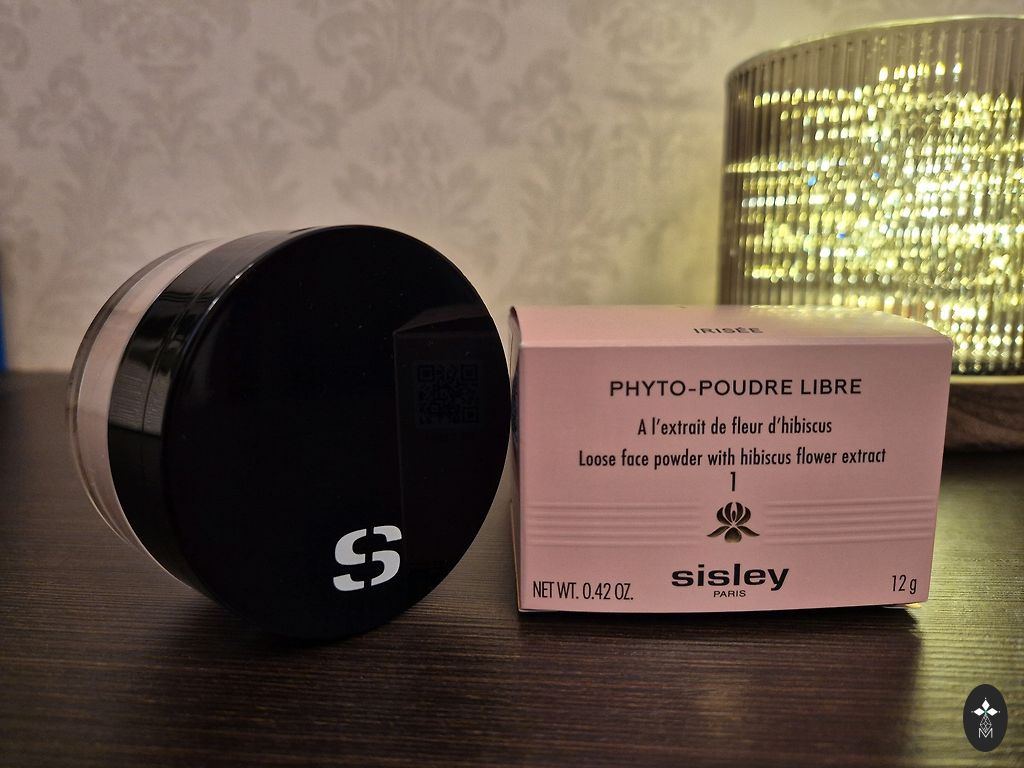 S
IRISÉE
PHYTO-POUDRE LIBRE
A l'extrait de fleur d'hibiscus
Loose face powder with hibiscus flower extract
1
sisley
PARIS
NET WT. 0.42 OZ.
12 g
M